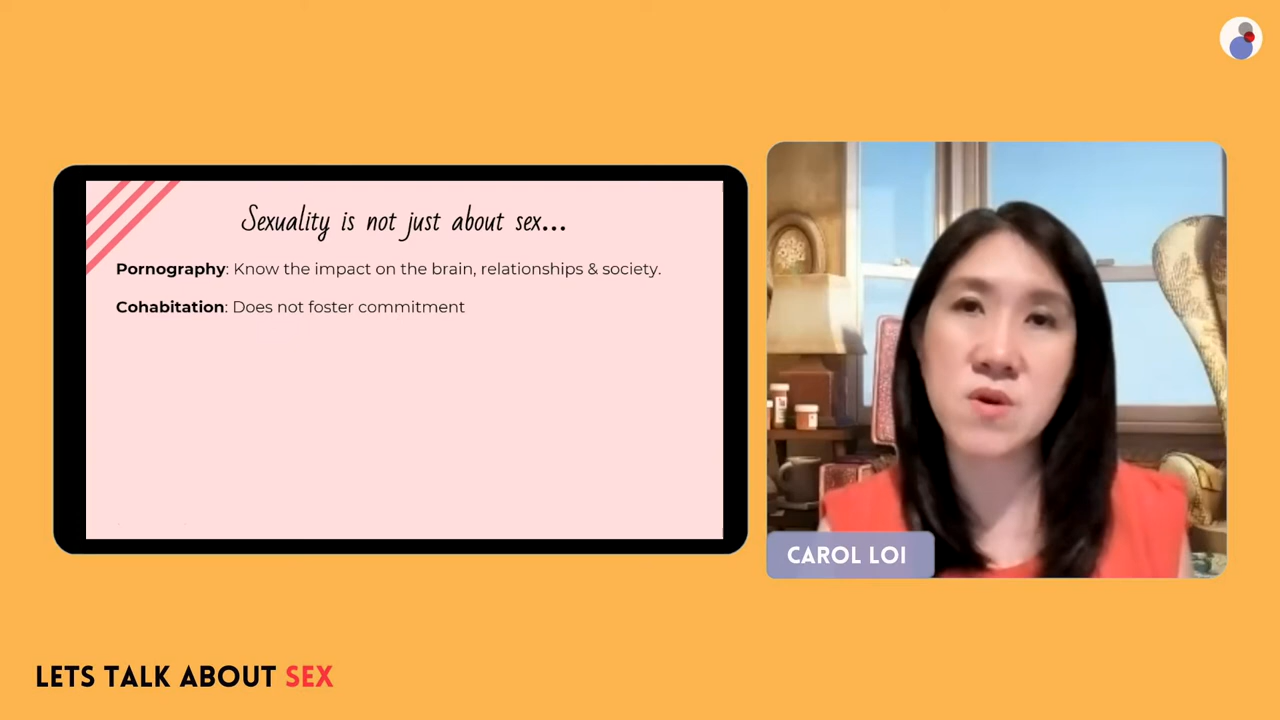 Sexuality is not just about sex...
Pornography: Know the impact on the brain, relationships & society.
Cohabitation: Does not foster commitment
CAROL LOI
LETS TALK ABOUT SEX